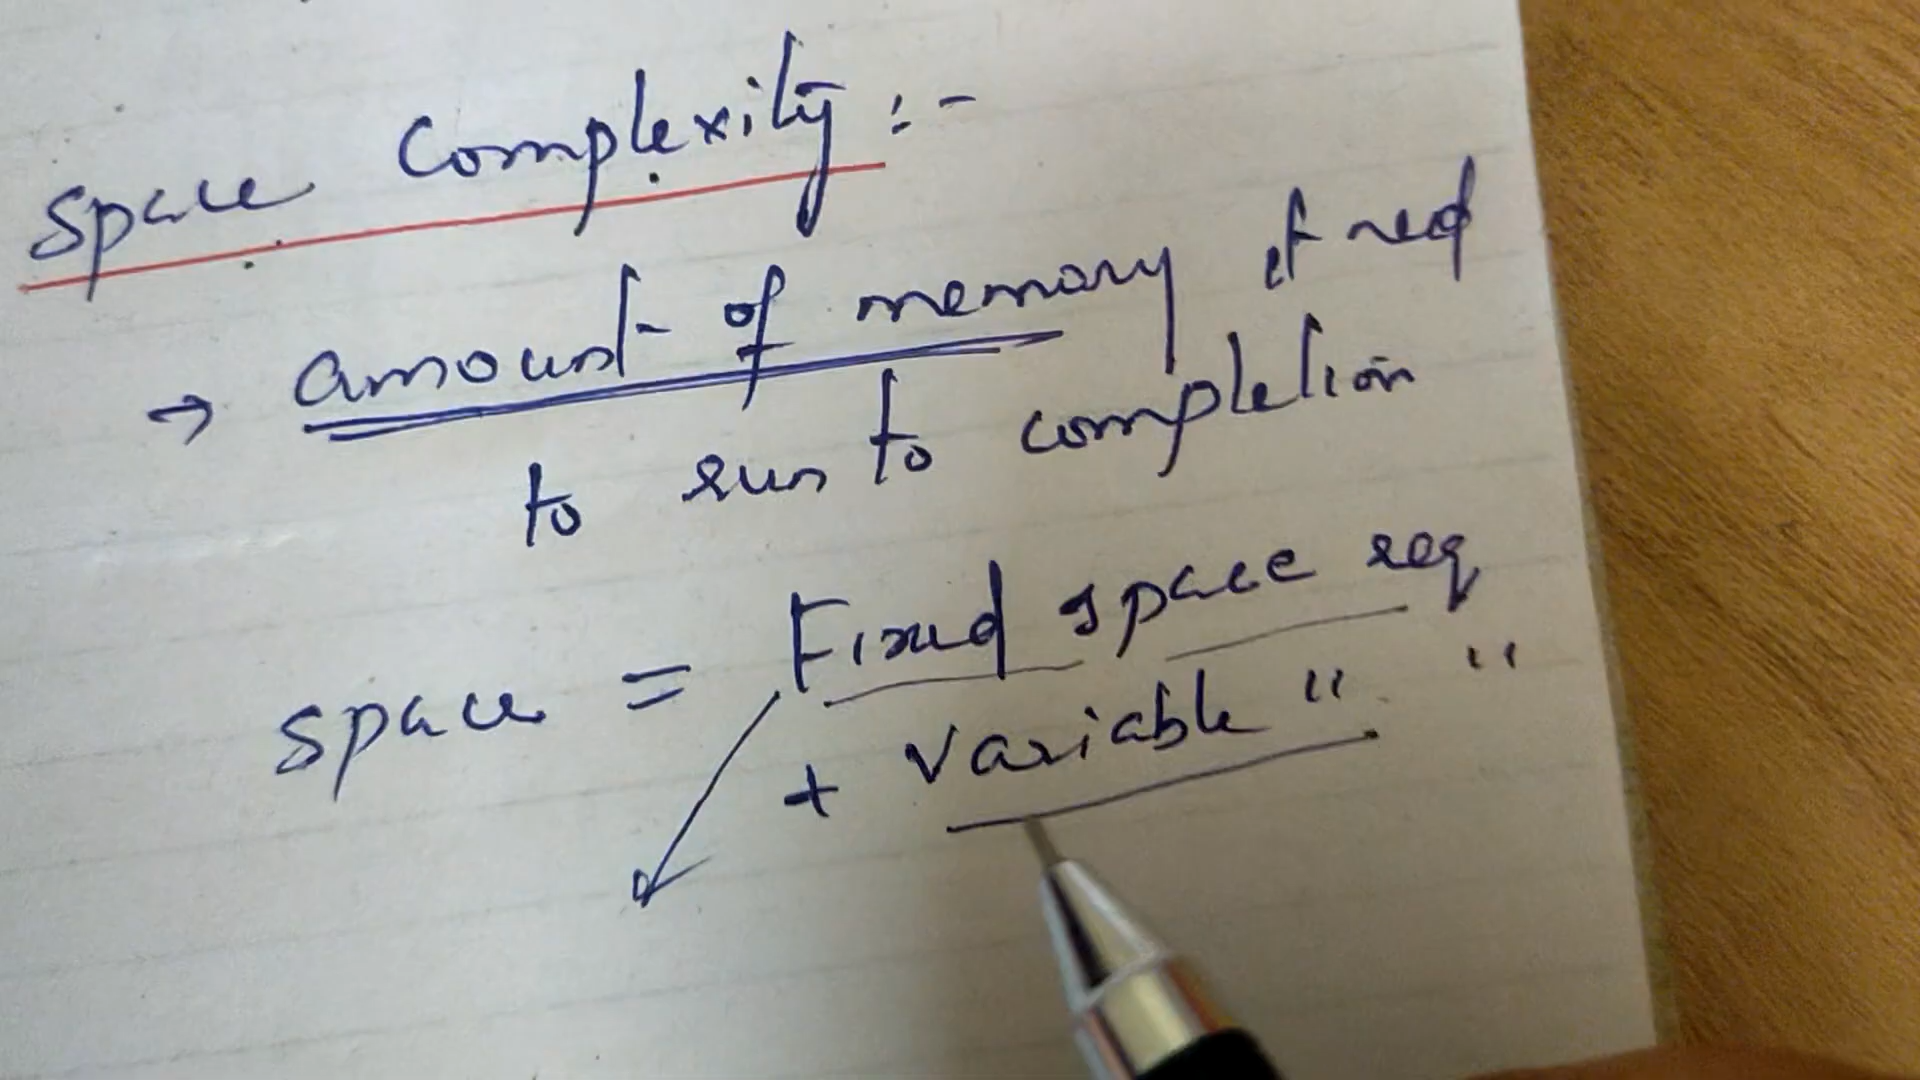 Space Complexity :-
→ amount of memory it req
to run to completion
space = Fixed space req
+ Variable " "